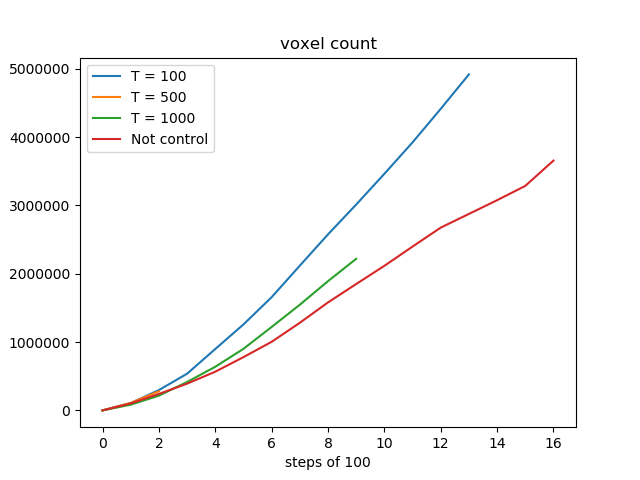 voxel count
T = 100
T = 500
T = 1000
Not control
5000000
4000000
3000000
2000000
1000000
0
0 2 4 6 8 10 12 14 16
steps of 100